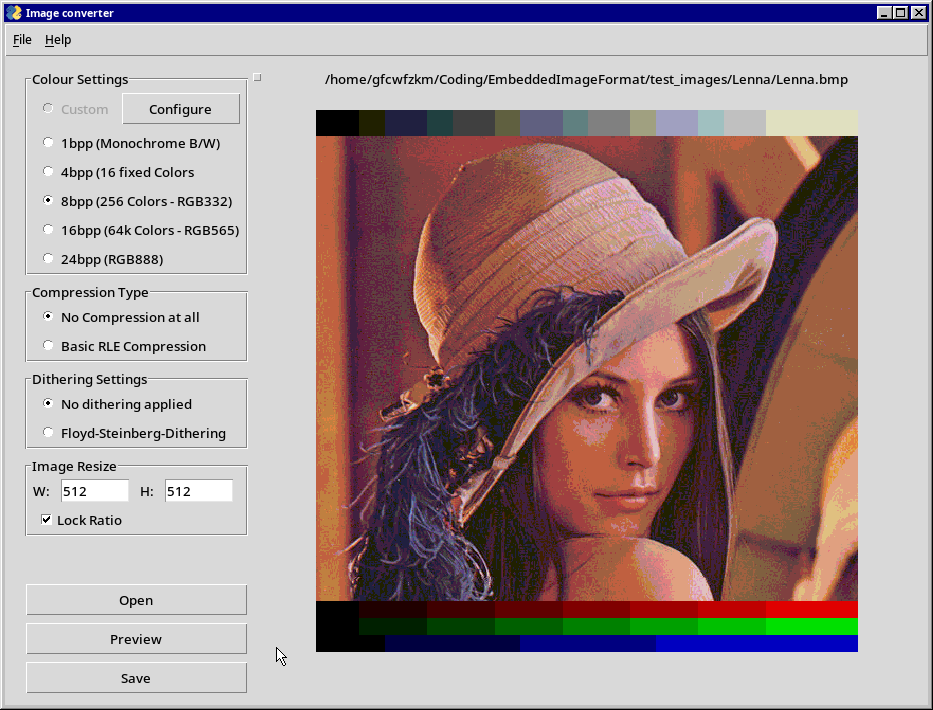 Image converter
File Help
/home/gfcwfzkm/Coding/EmbeddedImageFormat/test_images/Lenna/Lenna.bmp
Colour Settings
Custom Configure
1bpp (Monochrome B/W)
4bpp (16 fixed Colors
8bpp (256 Colors - RGB332)
16bpp (64k Colors - RGB565)
24bpp (RGB888)
Compression Type
No Compression at all
Basic RLE Compression
Dithering Settings
No dithering applied
Floyd-Steinberg-Dithering
Image Resize
W: 512 H: 512
Lock Ratio
Open
Preview
Save